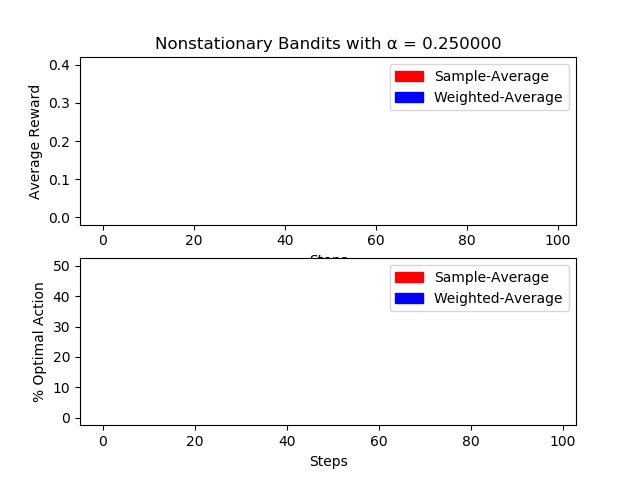 Nonstationary Bandits with α = 0.250000
Average Reward
0.4
0.3
0.2
0.1
0.0
Sample-Average
Weighted-Average
0 20 40 60 80 100
Steps
% Optimal Action
50
40
30
20
10
0
Sample-Average
Weighted-Average
0 20 40 60 80 100
Steps